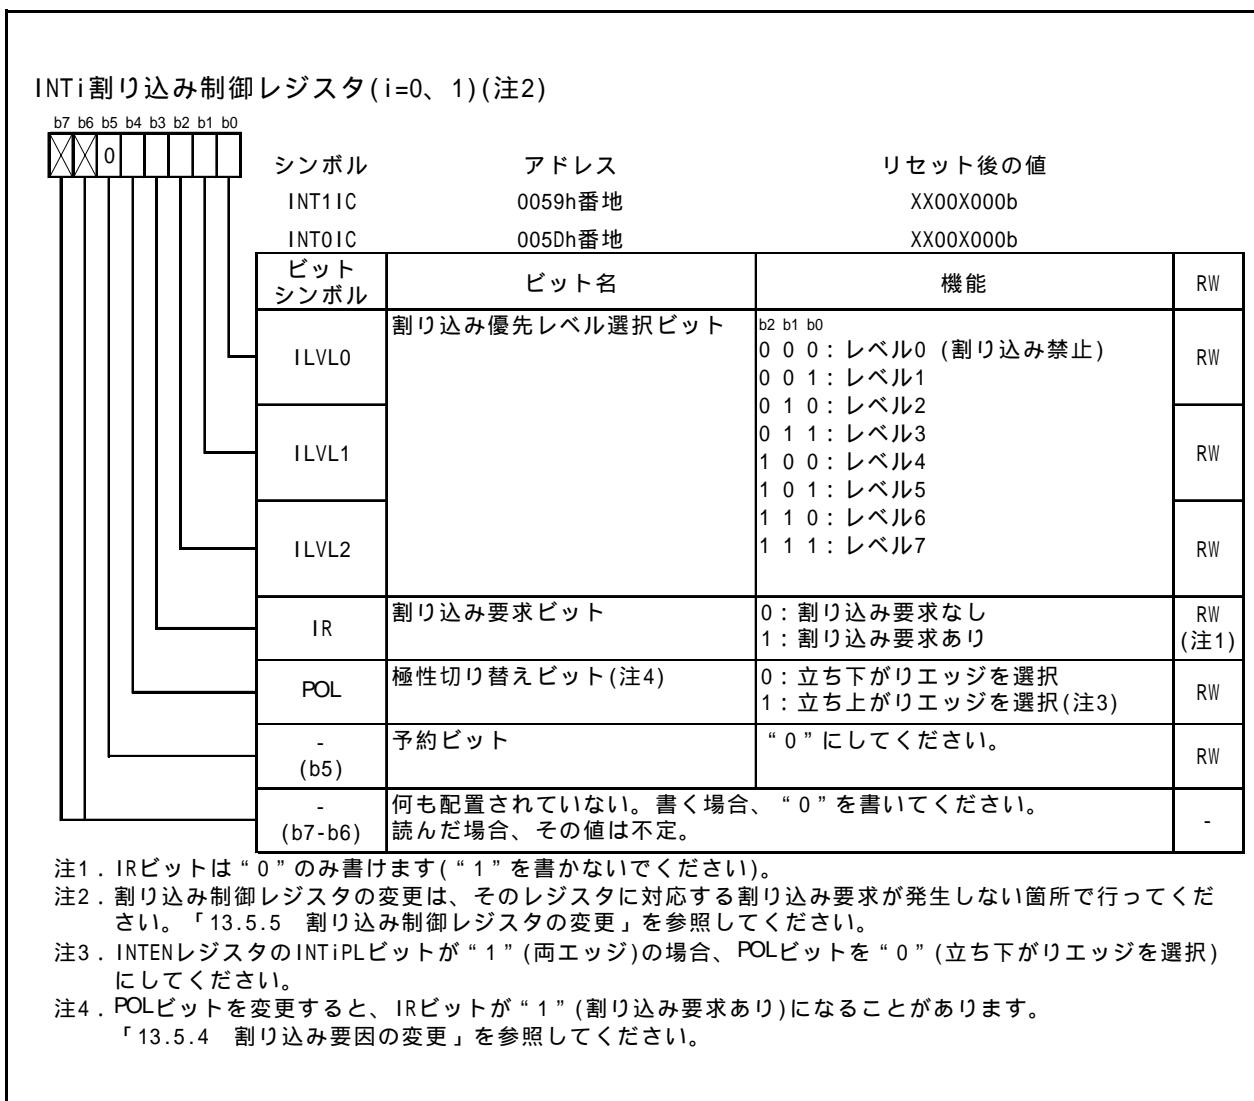 INTi割り込み制御レジスタ(i=0、1)(注2)
b7 b6 b5 b4 b3 b2 b1 b0
0
シンボル アドレス リセット後の値
INT1IC 0059h番地 XX00X000b
INT0IC 005Dh番地 XX00X000b
ビット
シンボル
ビット名 機能 RW
ILVL0
割り込み優先レベル選択ビット
b2 b1 b0
0 0 0：レベル0 (割り込み禁止)
0 0 1：レベル1
0 1 0：レベル2
0 1 1：レベル3
1 0 0：レベル4
1 0 1：レベル5
1 1 0：レベル6
1 1 1：レベル7
RW
ILVL1
RW
ILVL2
RW
IR
割り込み要求ビット
0：割り込み要求なし
1：割り込み要求あり
RW
(注1)
POL
極性切り替えビット(注4)
0：立ち下がりエッジを選択
1：立ち上がりエッジを選択(注3)
RW
-
(b5)
予約ビット
“0”にしてください。
RW
-
(b7-b6)
何も配置されていない。書く場合、“0”を書いてください。
読んだ場合、その値は不定。
-
注1．IRビットは“0”のみ書けます(“1”を書かないでください)。
注2．割り込み制御レジスタの変更は、そのレジスタに対応する割り込み要求が発生しない箇所で行ってくだ
さい。「13.5.5　割り込み制御レジスタの変更」を参照してください。
注3．INTENレジスタのINTiPLビットが“1”(両エッジ)の場合、POLビットを“0”(立ち下がりエッジを選択)
にしてください。
注4．POLビットを変更すると、IRビットが“1”(割り込み要求あり)になることがあります。
「13.5.4　割り込み要因の変更」を参照してください。